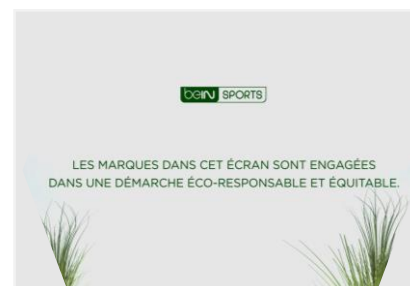 beIN SPORTS
LES MARQUES DANS CET ÉCRAN SONT ENGAGÉES
DANS UNE DÉMARCHE ÉCO-RESPONSABLE ET ÉQUITABLE.